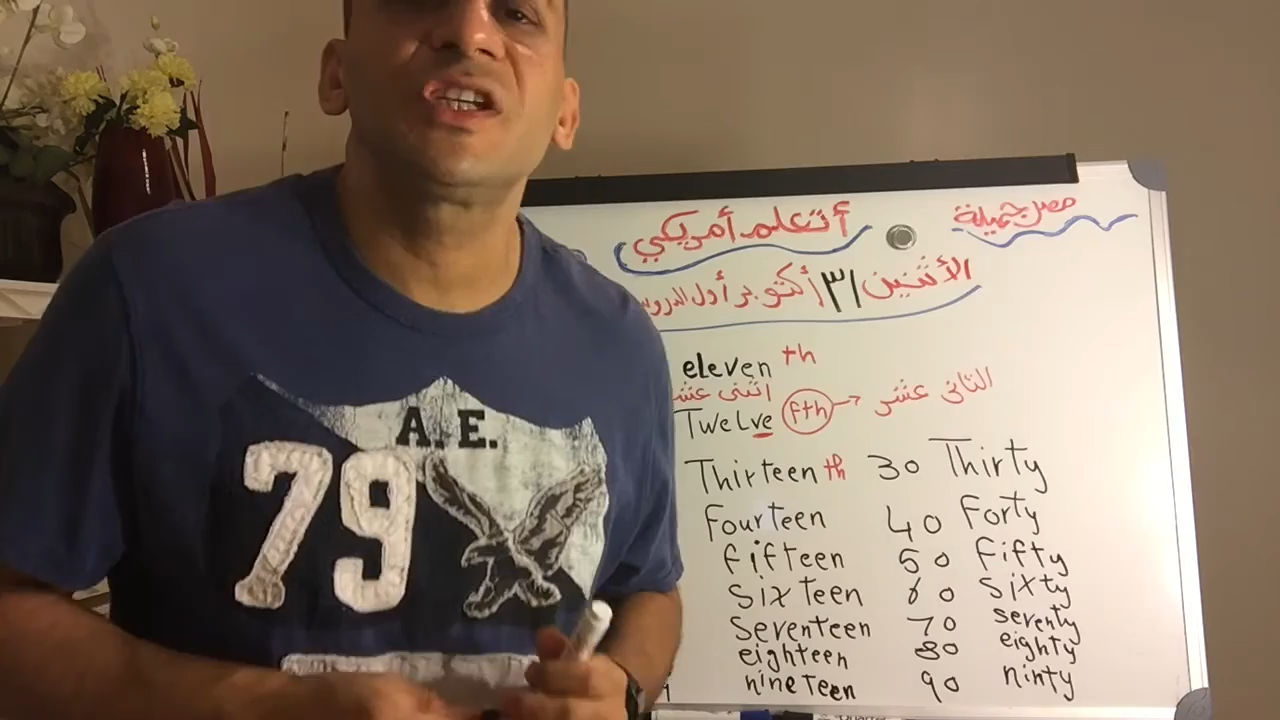 مصر جميلة
أتعلم أمريكي
الأثنين ٣١ أكتوبر أول الدروس
eleven th
اثنى عشر
Twelve fth → الثانى عشر
Thirteen th 30 Thirty
fourteen 40 forty
fifteen 50 fifty
sixteen 60 sixty
seventeen 70 seventy
eighteen 80 eighty
nineteen 90 ninty
A.E.
79